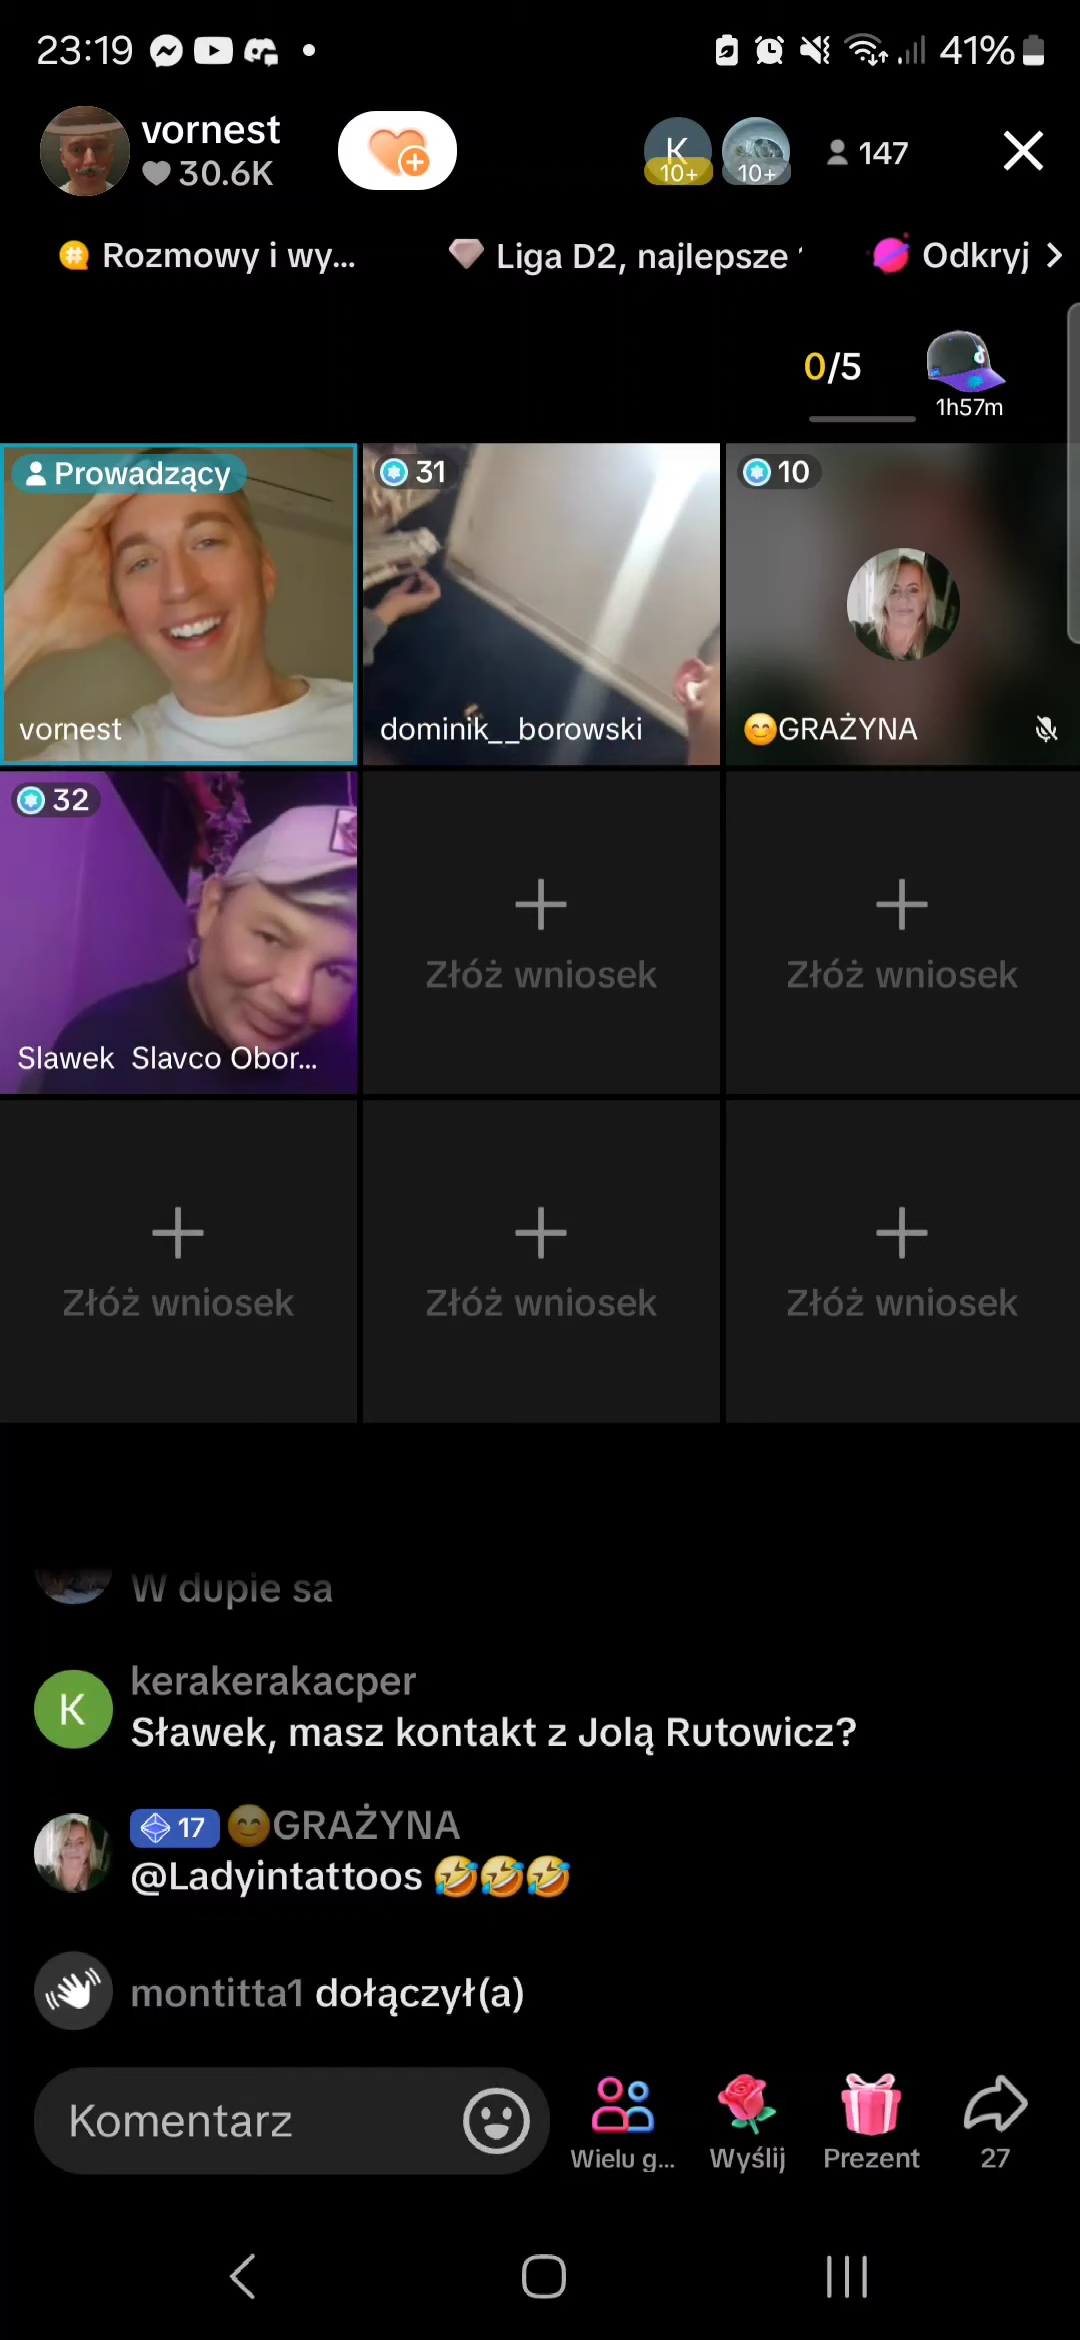 23:19
41%
vornest
30.6K
K
10+
10+
147
Rozmowy i wy...
Liga D2, najlepsze
Odkryj
0/5
1h57m
Prowadzący
31
10
vornest
dominik__borowski
😊GRAŻYNA
32
Slawek Slavco Obor...
Złóż wniosek
Złóż wniosek
Złóż wniosek
Złóż wniosek
Złóż wniosek
W dupie sa
K
kerakerakacper
Sławek, masz kontakt z Jolą Rutowicz?
17 😊GRAŻYNA
@Ladyintattoos 🤣🤣🤣
montitta1 dołączył(a)
Komentarz
Wielu g...
Wyślij
Prezent
27